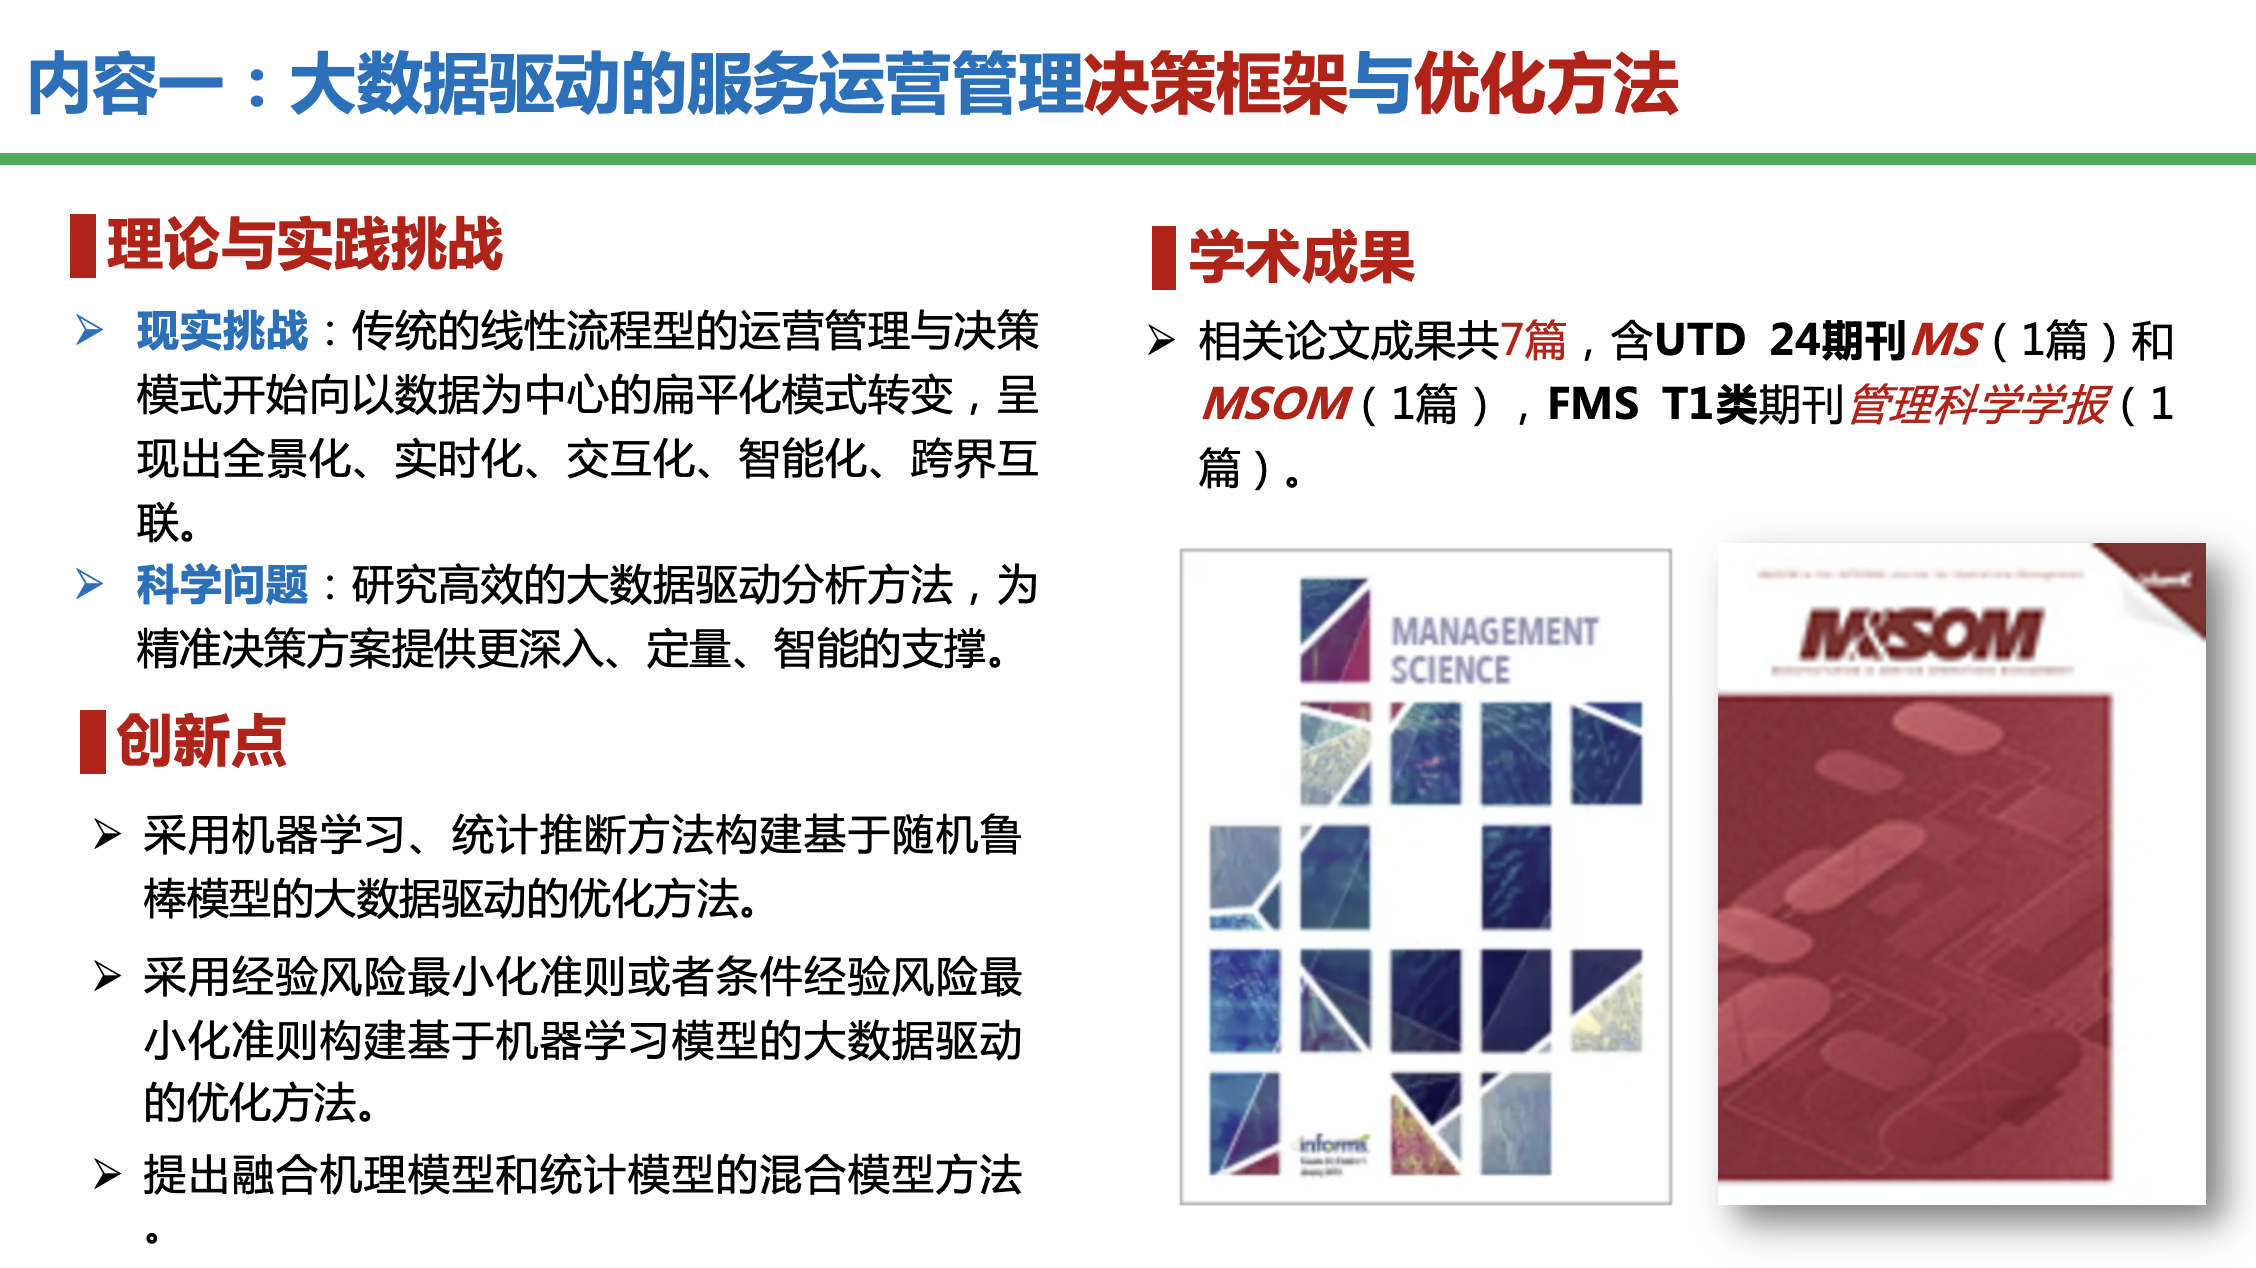 内容一：大数据驱动的服务运营管理决策框架与优化方法
理论与实践挑战
➢ 现实挑战：传统的线性流程型的运营管理与决策
模式开始向以数据为中心的扁平化模式转变，呈
现出全景化、实时化、交互化、智能化、跨界互
联。
➢ 科学问题：研究高效的大数据驱动分析方法，为
精准决策方案提供更深入、定量、智能的支撑。
创新点
➢ 采用机器学习、统计推断方法构建基于随机鲁
棒模型的大数据驱动的优化方法。
➢ 采用经验风险最小化准则或者条件经验风险最
小化准则构建基于机器学习模型的大数据驱动
的优化方法。
➢ 提出融合机理模型和统计模型的混合模型方法
。
学术成果
➢ 相关论文成果共7篇，含UTD 24期刊MS（1篇）和
MSOM（1篇），FMS T1类期刊管理科学学报（1
篇）。
MANAGEMENT
SCIENCE
informs
M&SOM